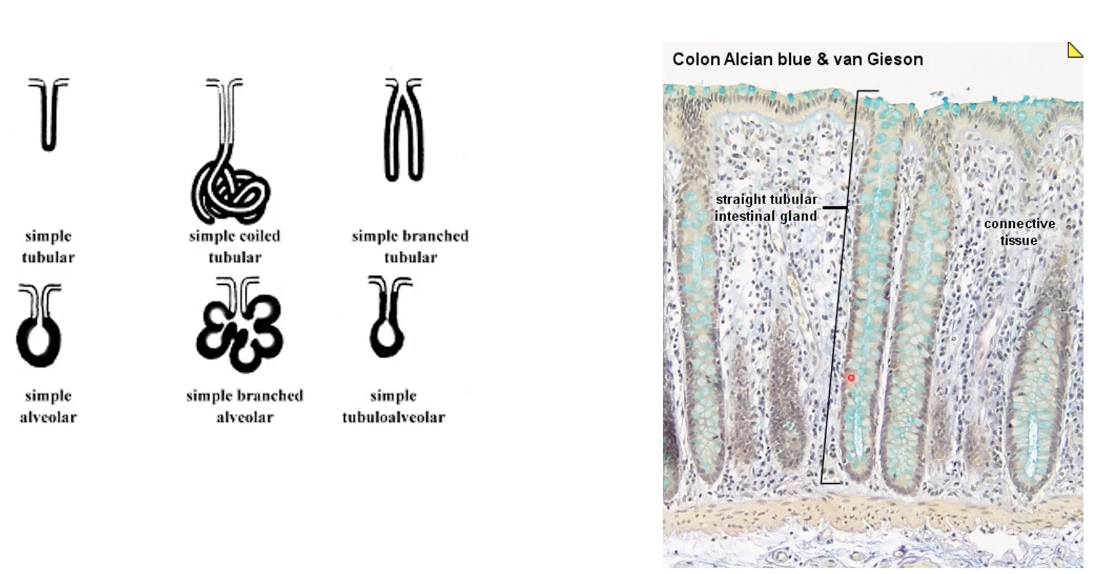 simple
tubular
simple coiled
tubular
simple branched
tubular
simple
alveolar
simple branched
alveolar
simple
tubuloalveolar
Colon Alcian blue & van Gieson
straight tubular
intestinal gland
connective
tissue